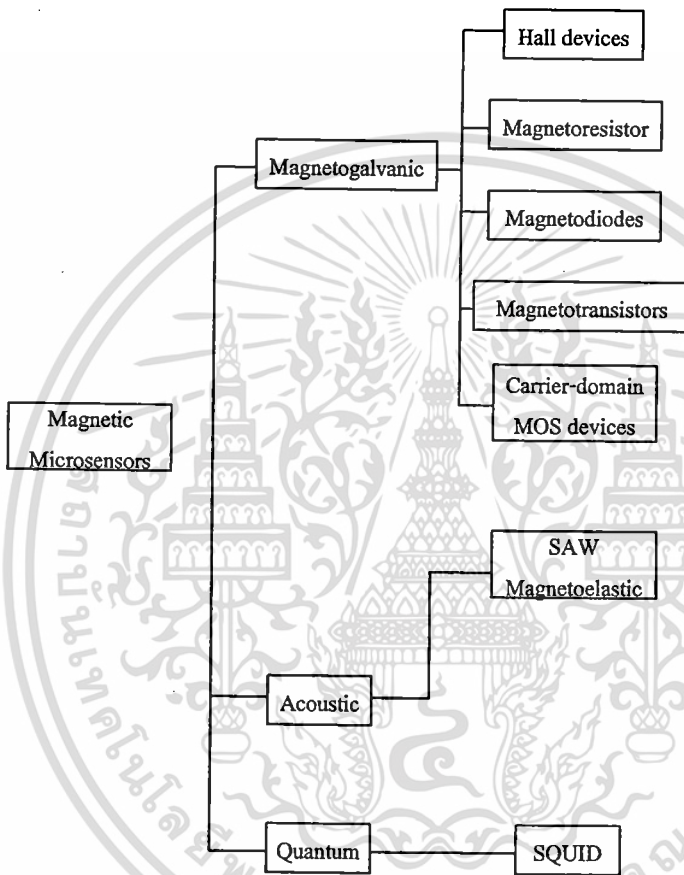 Hall devices
Magnetoresistor
Magnetogalvanic
Magnetodiodes
Magnetotransistors
Carrier-domain
MOS devices
Magnetic
Microsensors
SAW
Magnetoelastic
Acoustic
Quantum
SQUID